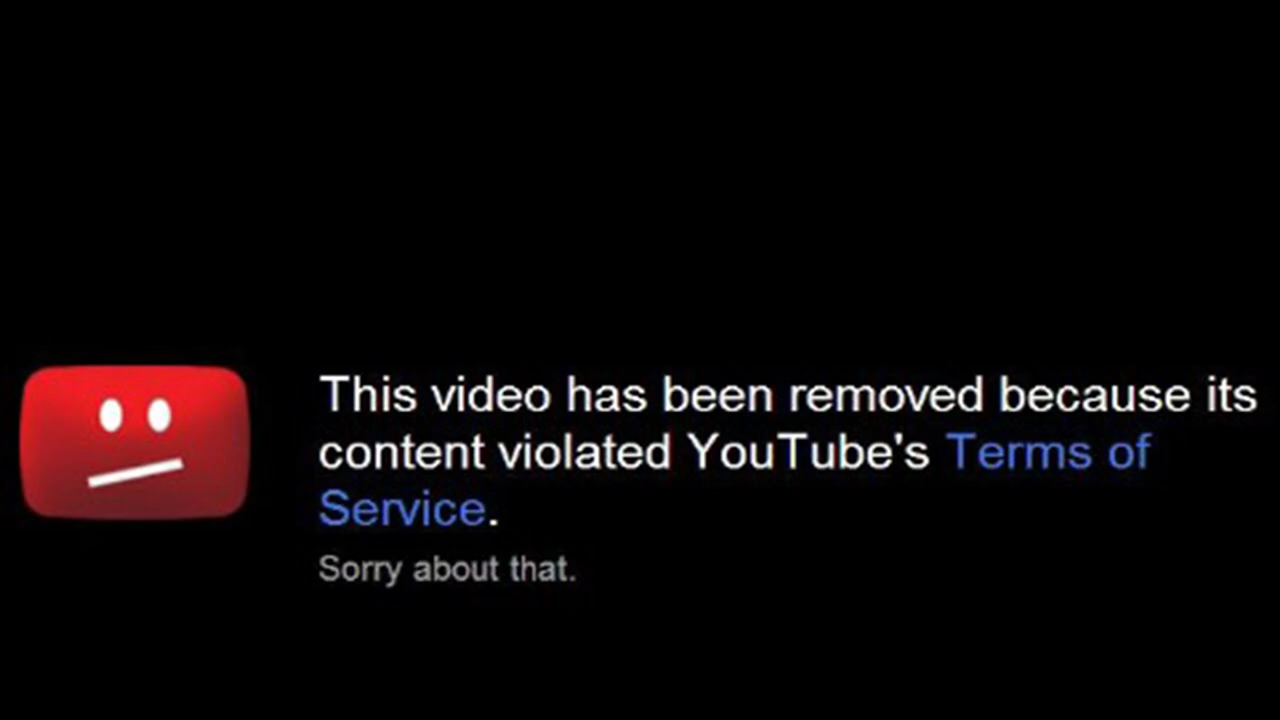 This video has been removed because its
content violated YouTube's Terms of
Service.
Sorry about that.